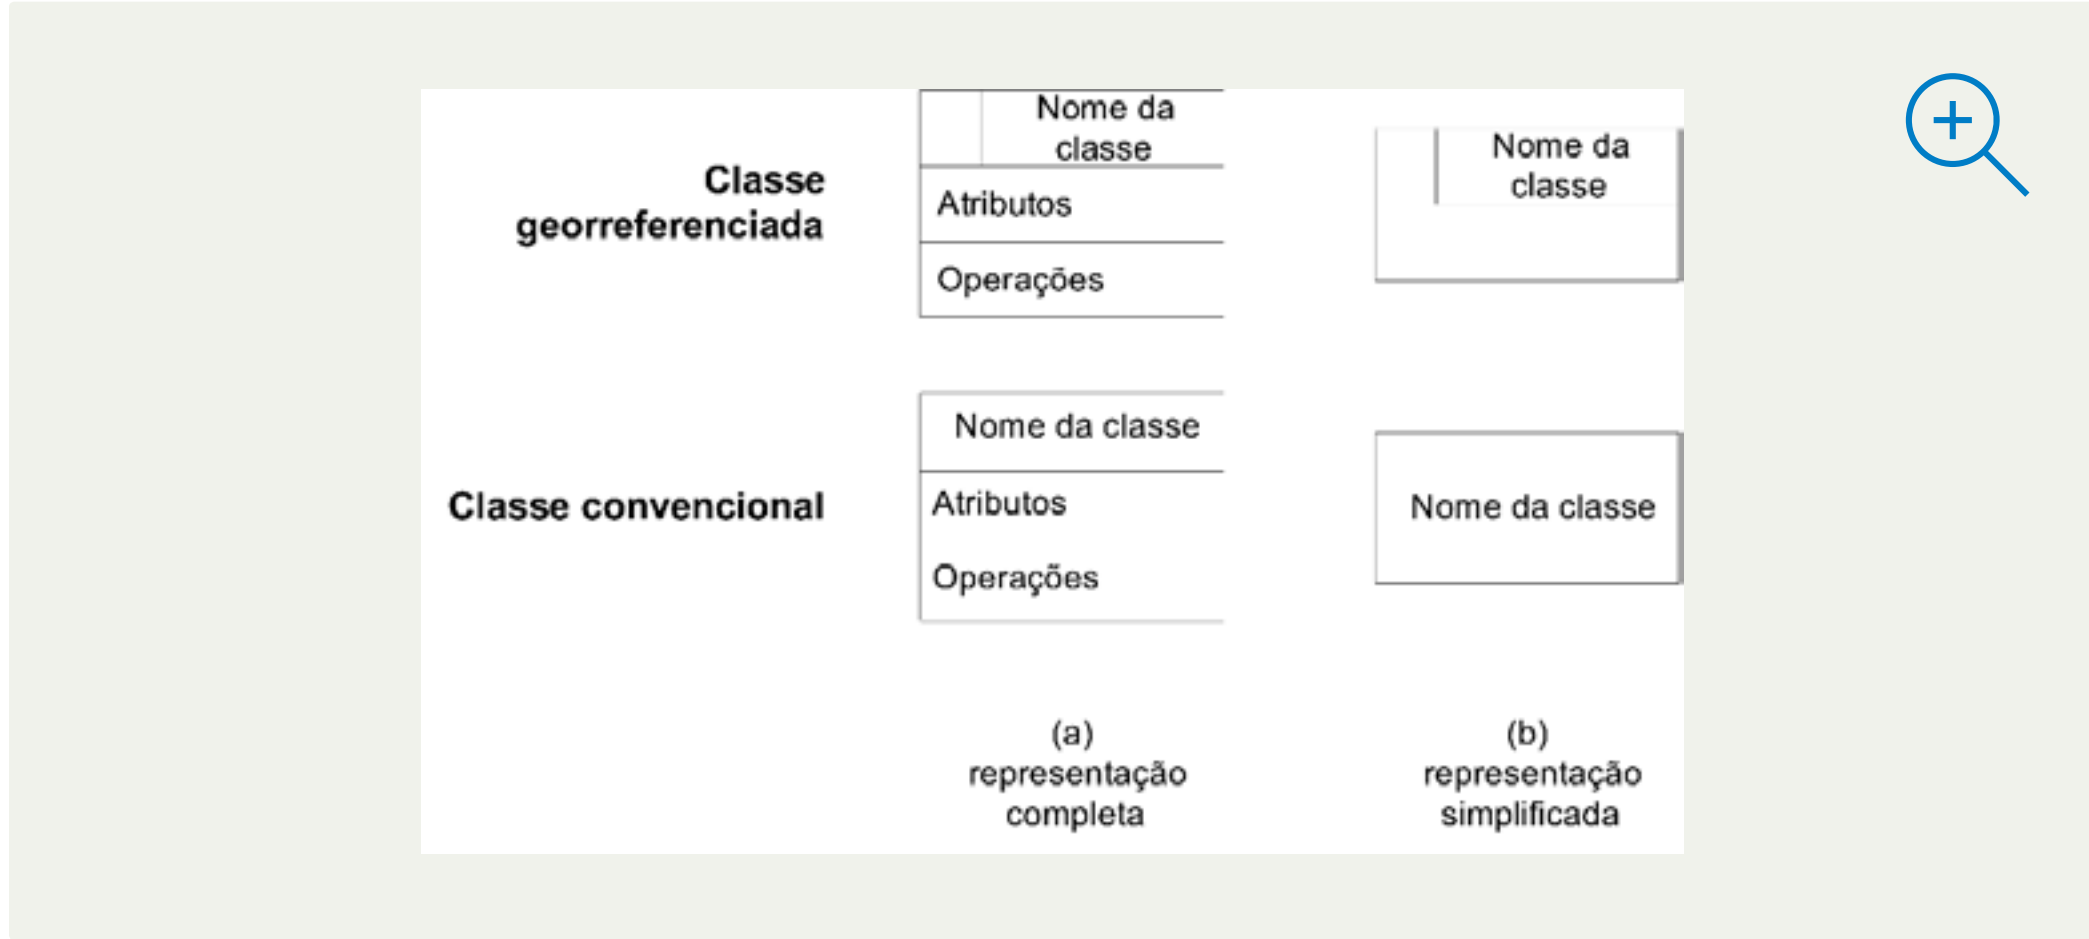 Classe
georreferenciada
Nome da
classe
Atributos
Operações
Nome da
classe
Classe convencional
Nome da classe
Atributos
Operações
Nome da classe
(a)
representação
completa
(b)
representação
simplificada